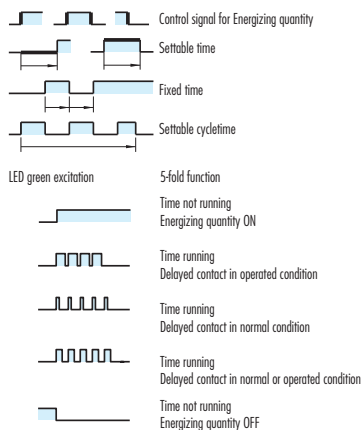 Control signal for Energizing quantity
Settable time
Fixed time
Settable cycletime
LED green excitation
5-fold function
Time not running
Energizing quantity ON
Time running
Delayed contact in operated condition
Time running
Delayed contact in normal condition
Time running
Delayed contact in normal or operated condition
Time not running
Energizing quantity OFF